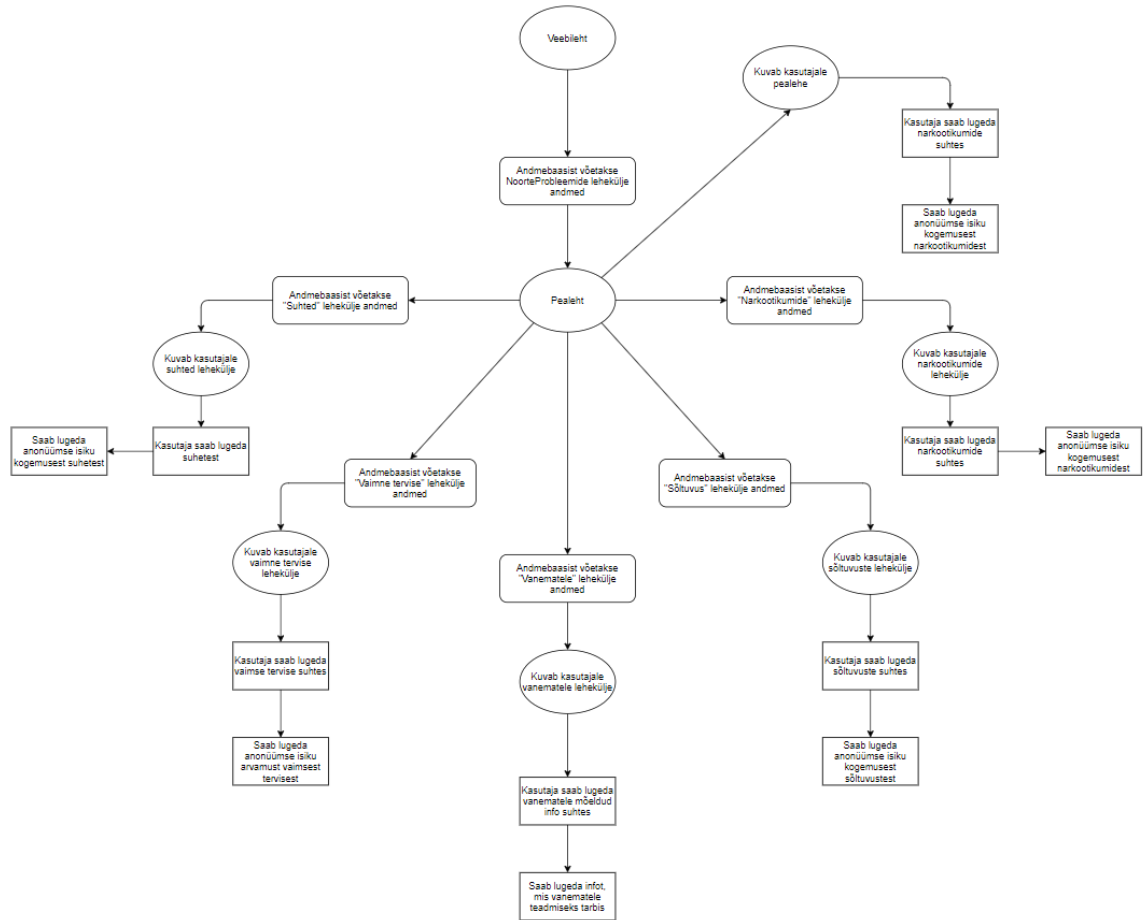 Veebileht
Kuvab kasutajale
pealehe
Kasutaja saab lugeda
narkootikumide
suhtes
Andmebaasist võetakse
NoorteProbleemide lehekülje
andmed
Saab lugeda
anonüümse isiku
kogemusest
narkootikumidest
Andmebaasist võetakse
"Suhted" lehekülje andmed
Pealeht
Andmebaasist võetakse
"Narkootikumide" lehekülje
andmed
Kuvab kasutajale
suhted lehekülje
Kuvab kasutajale
narkootikumide
lehekülje
Saab lugeda
anonüümse isiku
kogemusest suhetest
Kasutaja saab lugeda
suhetest
Kasutaja saab lugeda
narkootikumide
suhtes
Saab lugeda
anonüümse isiku
kogemusest
narkootikumidest
Andmebaasist võetakse
"Vaimne tervise" lehekülje
andmed
Andmebaasist võetakse
"Sõltuvus" lehekülje andmed
Kuvab kasutajale
vaimne tervise
lehekülje
Andmebaasist võetakse
"Vanematele" lehekülje
andmed
Kuvab kasutajale
sõltuvuste lehekülje
Kasutaja saab lugeda
vaimse tervise suhtes
Kuvab kasutajale
vanematele lehekülje
Kasutaja saab lugeda
sõltuvuste suhtes
Saab lugeda
anonüümse isiku
arvamust vaimsest
tervisest
Saab lugeda
anonüümse isiku
kogemusest
sõltuvustest
Kasutaja saab lugeda
vanematele mõeldud
info suhtes
Saab lugeda infot,
mis vanematele
teadmiseks tarbis